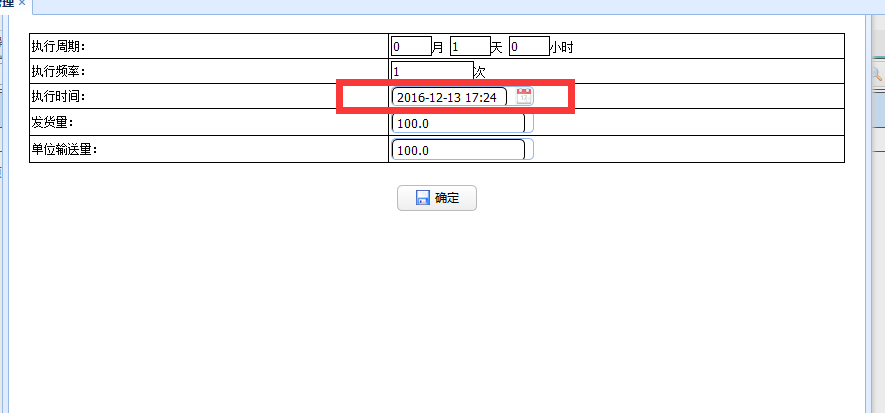 管理 ×
执行周期: 0 月 1 天 0 小时
执行频率: 1 次
执行时间: 2016-12-13 17:24
发货量: 100.0
单位输送量: 100.0
确定